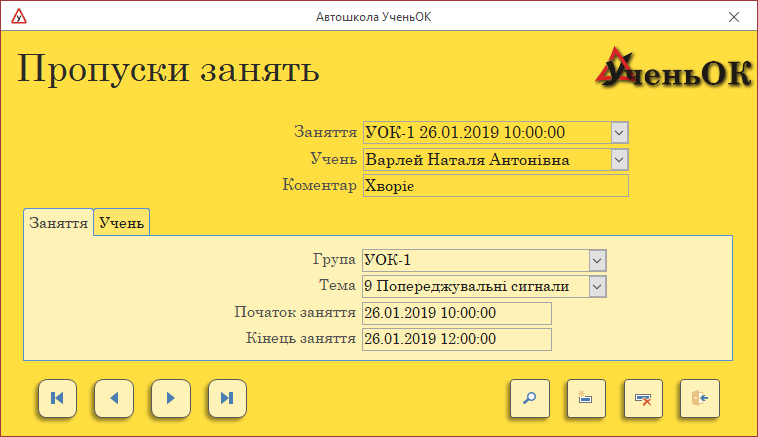 Автошкола УченьОК
Пропуски занять
УченьОК
Заняття УОК-1 26.01.2019 10:00:00
Учень Варлей Наталя Антонівна
Коментар Хворіє
Заняття Учень
Група УОК-1
Тема 9 Попереджувальні сигнали
Початок заняття 26.01.2019 10:00:00
Кінець заняття 26.01.2019 12:00:00